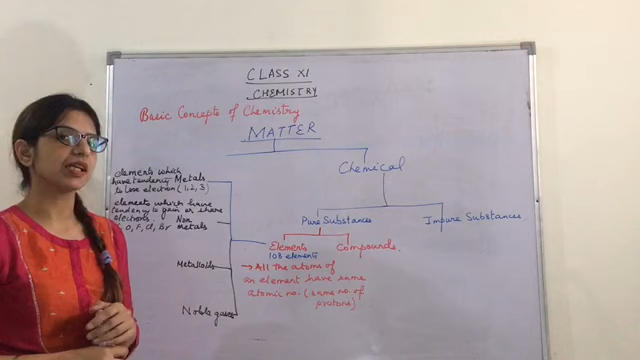 CLASS XI
CHEMISTRY
Basic Concepts of Chemistry
MATTER
Chemical
Pure Substances
Impure Substances
Elements
Compounds.
108 elements
→ All the atoms of
an element have same
atomic no. (same no. of
protons)
elements which
have tendency
to lose electron (1, 2, 3)
Metals
elements which have
tendency to gain or share
electrons
O, F, Cl, Br
Non
metals
Metalloids
Noble gases